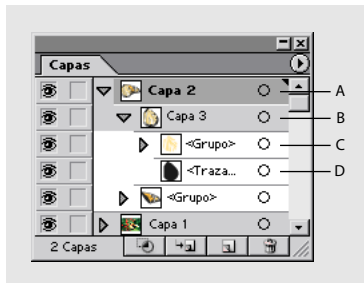 Capas
Capa 2
A
Capa 3
B
<Grupo>
C
<Traza...
D
<Grupo>
Capa 1
2 Capas